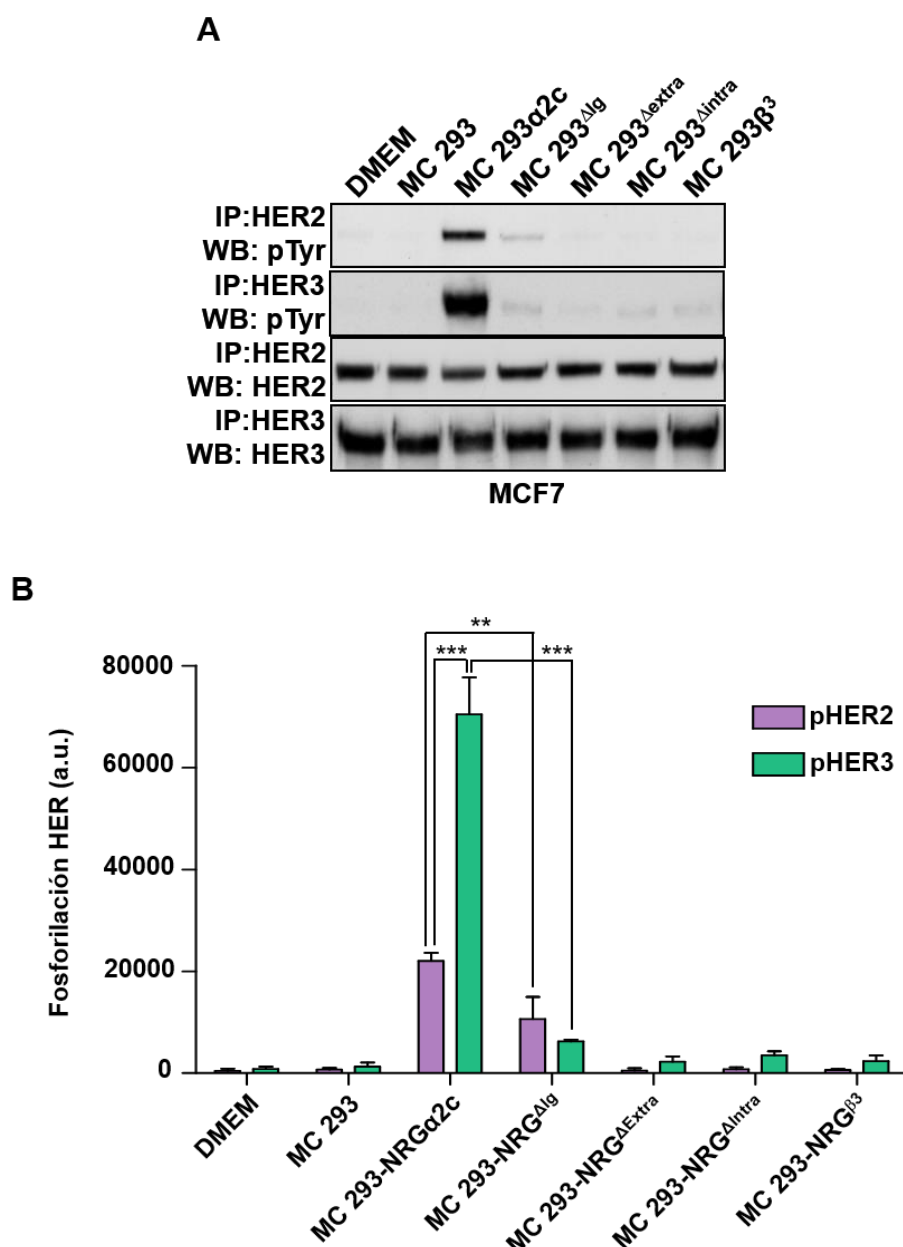 A
DMEM
MC 293
MC 293α2c
MC 293ΔIg
MC 293Δextra
MC 293Δintra
MC 293β3
IP:HER2
WB: pTyr
IP:HER3
WB: pTyr
IP:HER2
WB: HER2
IP:HER3
WB: HER3
MCF7
B
**
***
***
80000
60000
40000
20000
0
Fosforilación HER (a.u.)
pHER2
pHER3
DMEM
MC 293
MC 293-NRGα2c
MC 293-NRGΔIg
MC 293-NRGΔExtra
MC 293-NRGΔIntra
MC 293-NRGβ3